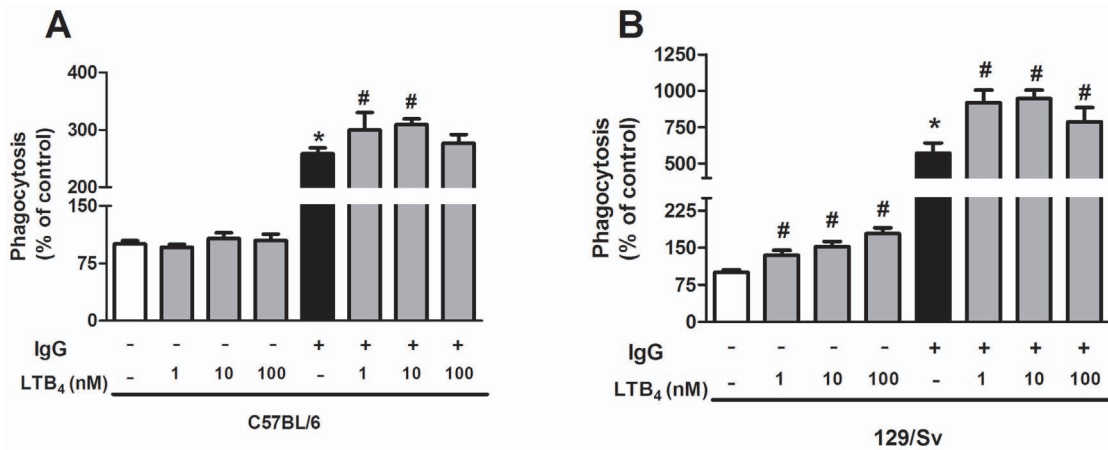 A
Phagocytosis
(% of control)
400
300
200
150
75
0
# #
*
IgG - - - - + + + +
LTB4 (nM) - 1 10 100 - 1 10 100
C57BL/6
B
Phagocytosis
(% of control)
1250
1000
750
500
225
150
75
0
# # #
*
# # #
IgG - - - - + + + +
LTB4 (nM) - 1 10 100 - 1 10 100
129/Sv